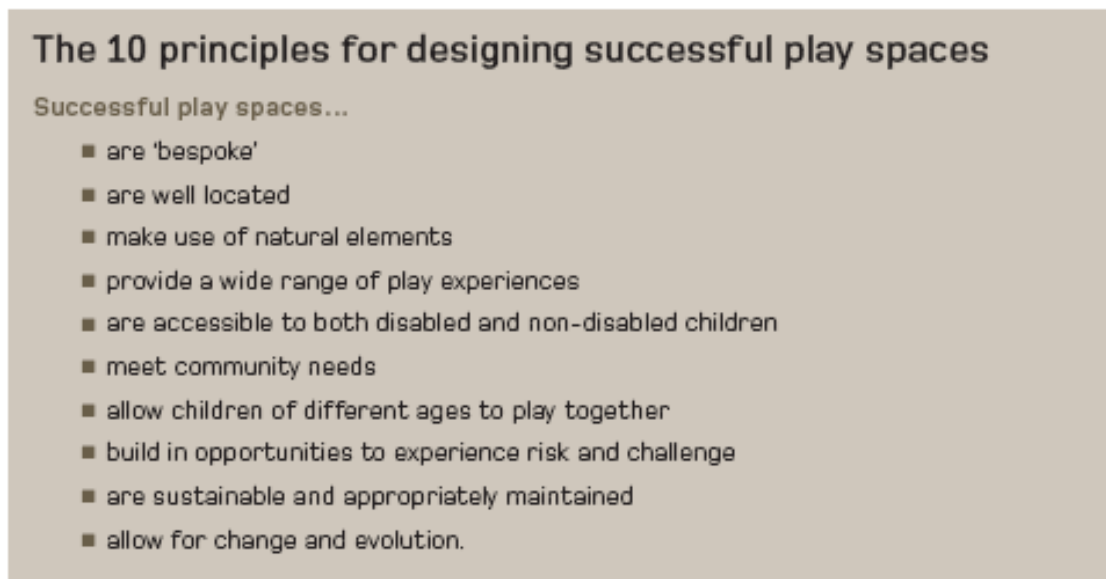 The 10 principles for designing successful play spaces
Successful play spaces...
■ are ‘bespoke’
■ are well located
■ make use of natural elements
■ provide a wide range of play experiences
■ are accessible to both disabled and non-disabled children
■ meet community needs
■ allow children of different ages to play together
■ build in opportunities to experience risk and challenge
■ are sustainable and appropriately maintained
■ allow for change and evolution.